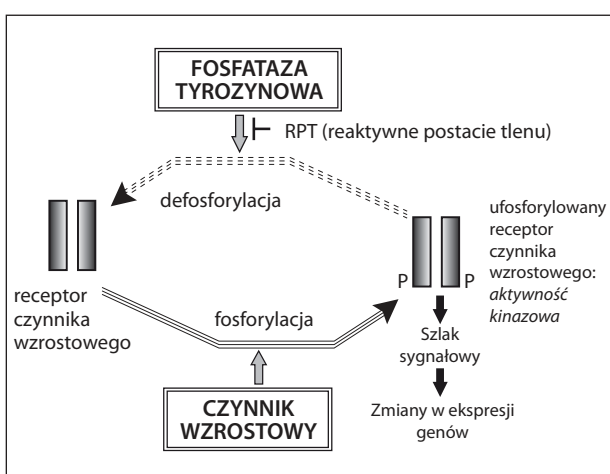 FOSFATAZA
TYROZYNOWA
RPT (reaktywne postacie tlenu)
defosforylacja
ufosforylowany
receptor
czynnika
wzrostowego:
aktywność
kinazowa
P
P
receptor
czynnika
wzrostowego
fosforylacja
Szlak
sygnałowy
CZYNNIK
WZROSTOWY
Zmiany w ekspresji
genów